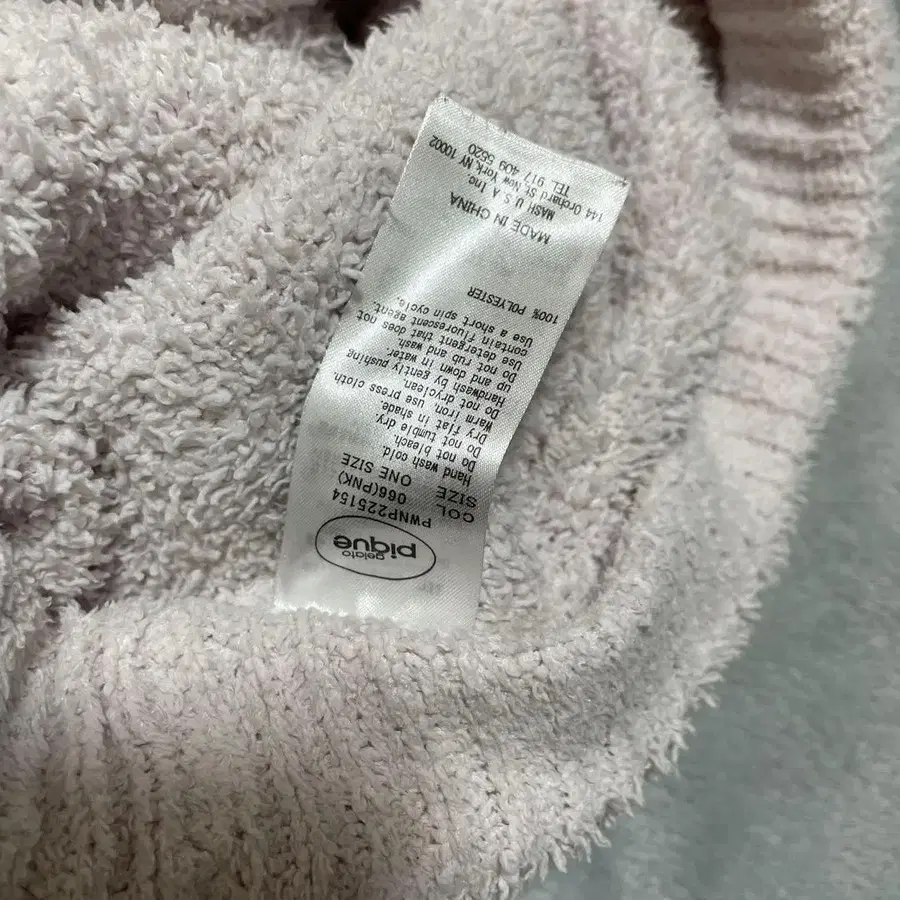 gelato
pique
PWNP225154
COL 066(PNK)
SIZE ONE SIZE
Hand wash cold.
Do not bleach.
Do not tumble dry.
Dry flat in shade.
Warm iron, use press cloth.
Do not dryclean.
Handwash by gently pushing
up and down in water.
Do not rub and wash.
Use detergent that does not
contain fluorescent agent.
Use a short spin cycle.
100% POLYESTER
MADE IN CHINA
MASH U S A Inc.
144 Orchard St, New York, NY 10002
TEL 917 409 5520